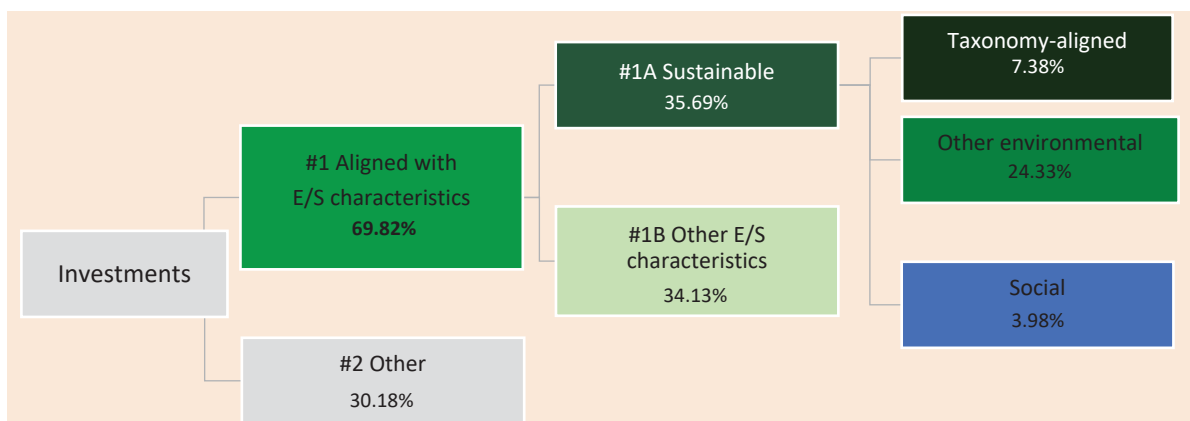 Investments
#1 Aligned with
E/S characteristics
69.82%
#2 Other
30.18%
#1A Sustainable
35.69%
#1B Other E/S
characteristics
34.13%
Taxonomy-aligned
7.38%
Other environmental
24.33%
Social
3.98%